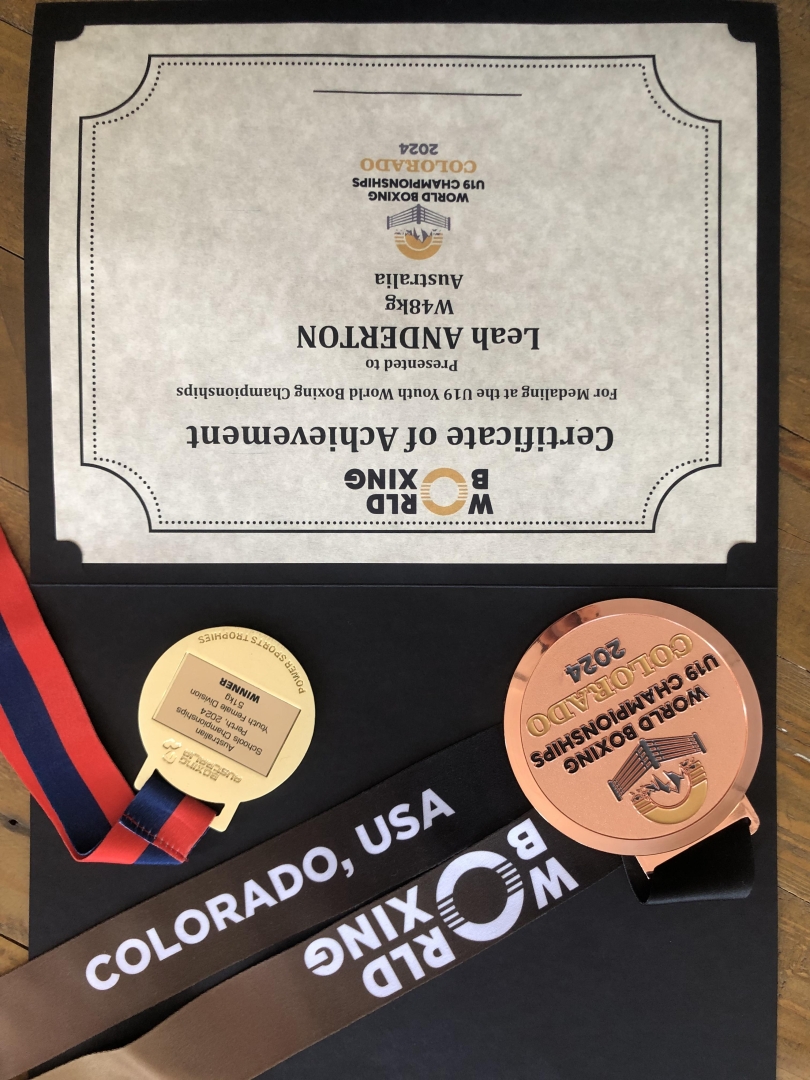 WORLD
BOXING
Certificate of Achievement
For Medaling at the U19 Youth World Boxing Championships
Presented to
Leah ANDERTON
W48kg
Australia
WORLD BOXING
U19 CHAMPIONSHIPS
COLORADO
2024
WORLD BOXING
U19 CHAMPIONSHIPS
COLORADO
2024
BOXING
AUSTRALIA
Australian
Schools Championships
Perth, 2024
Youth Female Division
51kg
WINNER
POWER SPORTS TROPHIES
COLORADO, USA
WORLD
BOXING